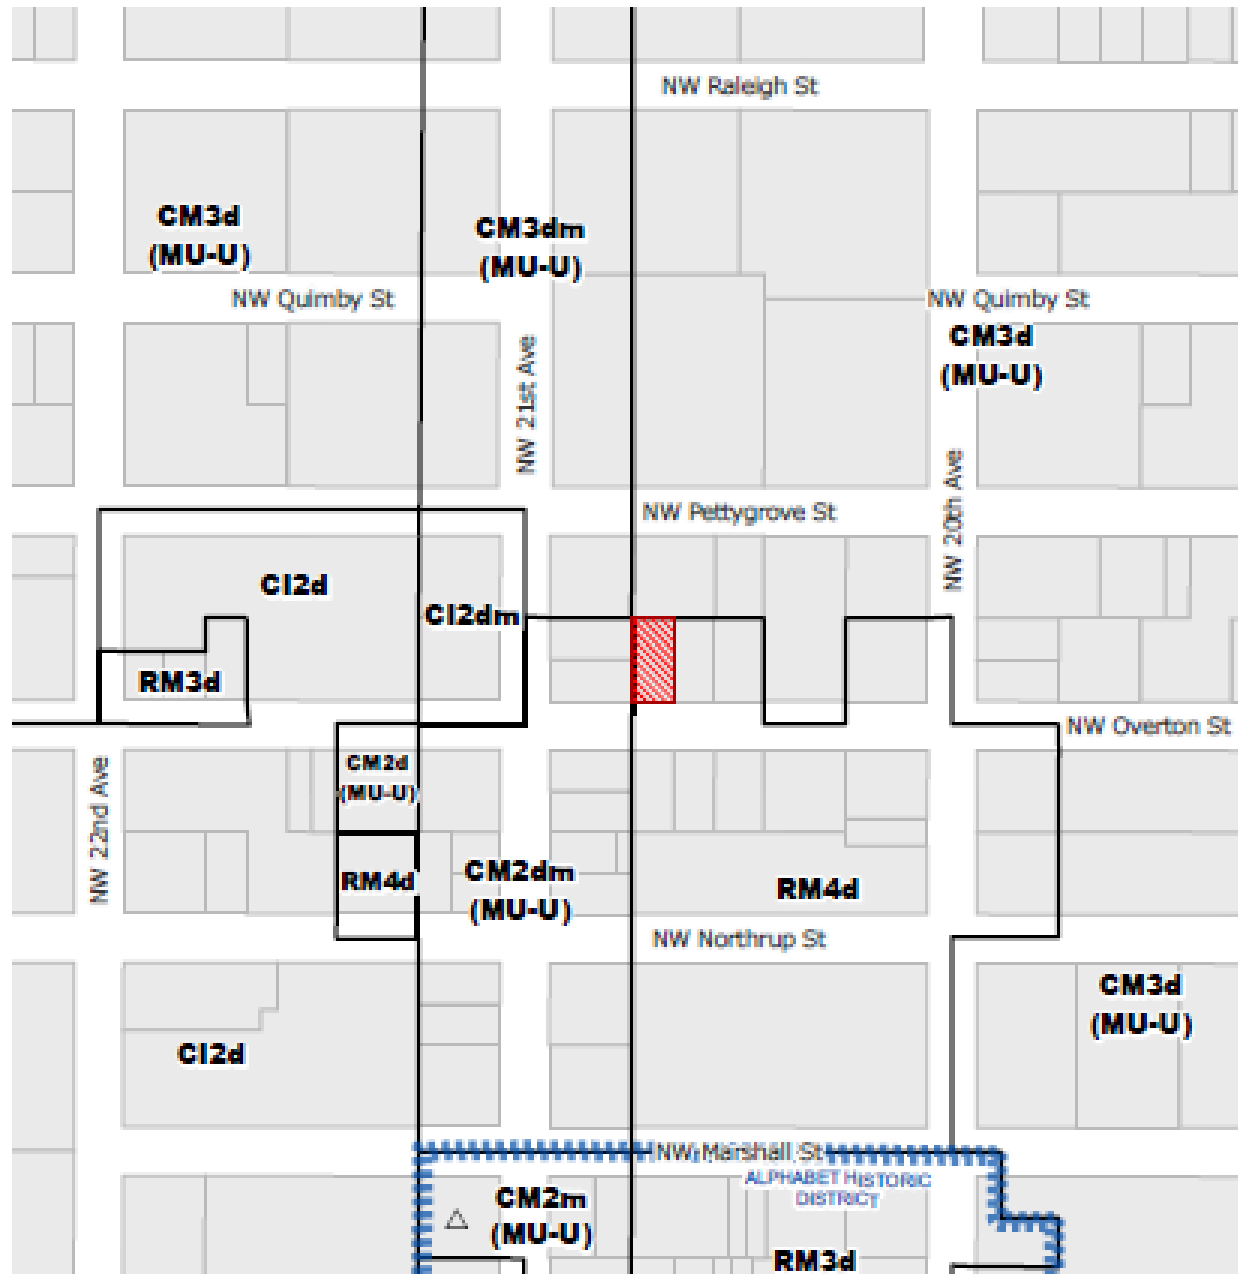 NW Raleigh St
CM3d
(MU-U)
CM3dm
(MU-U)
NW Quimby St
NW Quimby St
CM3d
(MU-U)
NW 21st Ave
NW 20th Ave
NW Pettygrove St
CI2d
CI2dm
RM3d
NW Overton St
CM2d
(MU-U)
NW 22nd Ave
RM4d
CM2dm
(MU-U)
RM4d
NW Northrup St
CM3d
(MU-U)
CI2d
NW Marshall St
ALPHABET HISTORIC
DISTRICT
CM2m
(MU-U)
RM3d